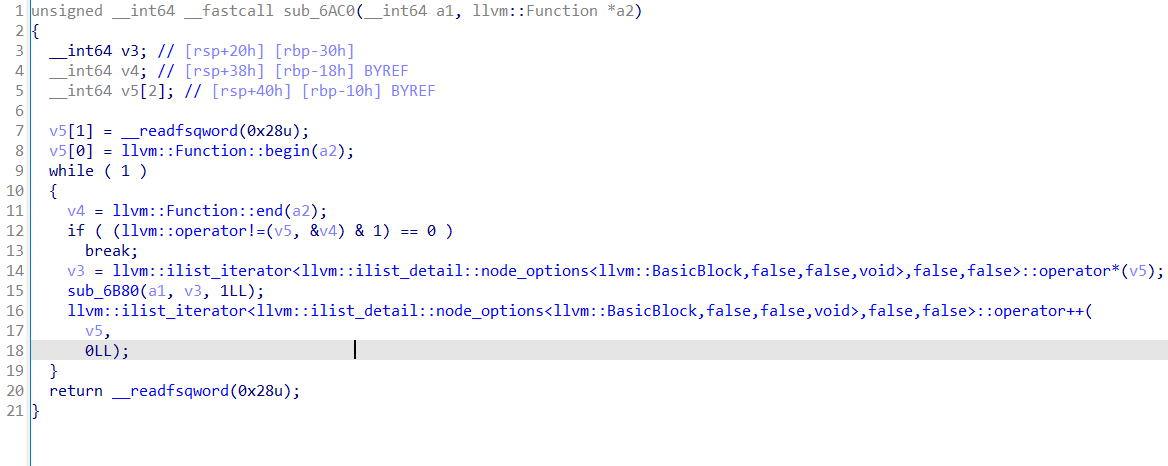 1 unsigned __int64 __fastcall sub_6AC0(__int64 a1, llvm::Function *a2)
2 {
3   __int64 v3; // [rsp+20h] [rbp-30h]
4   __int64 v4; // [rsp+38h] [rbp-18h] BYREF
5   __int64 v5[2]; // [rsp+40h] [rbp-10h] BYREF
6
7   v5[1] = __readfsqword(0x28u);
8   v5[0] = llvm::Function::begin(a2);
9   while ( 1 )
10   {
11     v4 = llvm::Function::end(a2);
12     if ( (llvm::operator!=(v5, &v4) & 1) == 0 )
13       break;
14     v3 = llvm::ilist_iterator<llvm::ilist_detail::node_options<llvm::BasicBlock,false,false,void>,false,false>::operator*(v5);
15     sub_6B80(a1, v3, 1LL);
16     llvm::ilist_iterator<llvm::ilist_detail::node_options<llvm::BasicBlock,false,false,void>,false,false>::operator++(
17       v5,
18       0LL);
19   }
20   return __readfsqword(0x28u);
21 }